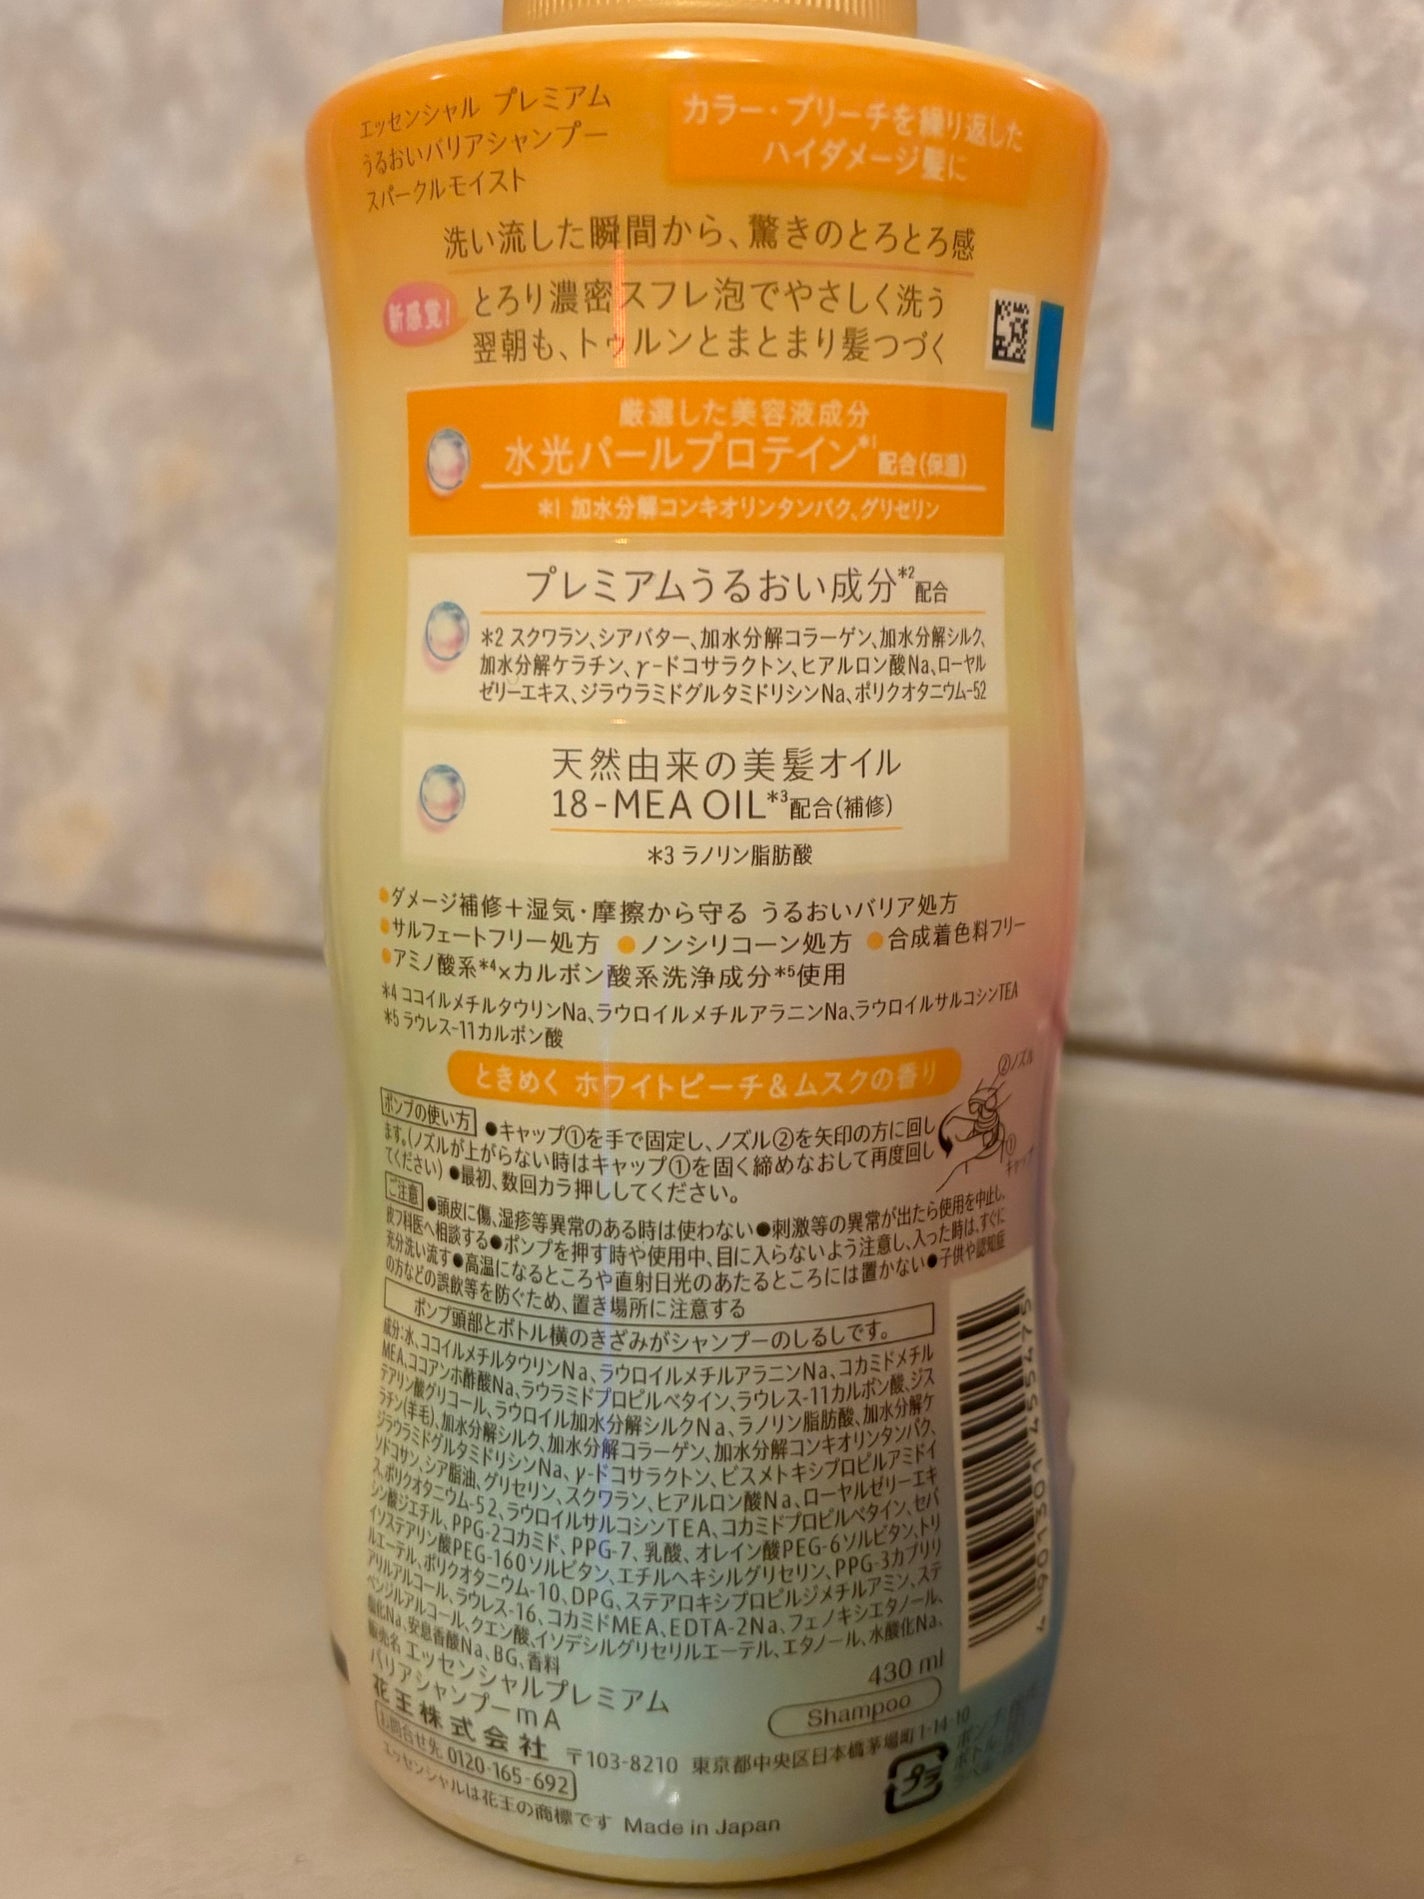 エッセンシャル プレミアム
うるおいバリアシャンプー
スパークルモイスト
カラー・ブリーチを繰り返した
ハイダメージ髪に
洗い流した瞬間から、驚きのとろとろ感
新感覚!
とろり濃密スフレ泡でやさしく洗う
翌朝も、トゥルンとまとまり髪つづく
厳選した美容液成分
水光パールプロテイン*1配合(保湿)
*1 加水分解コンキオリンタンパク、グリセリン
プレミアムうるおい成分*2配合
*2 スクワラン、シアバター、加水分解コラーゲン、加水分解シルク、
加水分解ケラチン、γ-ドコサラクトン、ヒアルロン酸Na、ローヤル
ゼリーエキス、ジラウラミドグルタミドリシンNa、ポリクオタニウム-52
天然由来の美髪オイル
18-MEA OIL*3配合(補修)
*3 ラノリン脂肪酸
●ダメージ補修＋湿気・摩擦から守る うるおいバリア処方
●サルフェートフリー処方 ●ノンシリコーン処方 ●合成着色料フリー
●アミノ酸系*4×カルボン酸系洗浄成分*5使用
*4 ココイルメチルタウリンNa、ラウロイルメチルアラニンNa、ラウロイルサルコシンTEA
*5 ラウレス-11カルボン酸
ときめく ホワイトピーチ&ムスクの香り
②ノズル
①
キャップ
ポンプの使い方 ●キャップ①を手で固定し、ノズル②を矢印の方に回し
ます。(ノズルが上がらない時はキャップ①を固く締めなおして再度回し
てください) ●最初、数回カラ押ししてください。
ご注意 ●頭皮に傷、湿疹等異常のある時は使わない●刺激等の異常が出たら使用を中止し、
皮フ科医へ相談する●ポンプを押す時や使用中、目に入らないよう注意し、入った時は、すぐに
充分洗い流す●高温になるところや直射日光のあたるところには置かない●子供や認知症
の方などの誤飲等を防ぐため、置き場所に注意する
ポンプ頭部とボトル横のきざみがシャンプーのしるしです。
成分:水、ココイルメチルタウリンNa、ラウロイルメチルアラニンNa、コカミドメチル
MEA、ココアンホ酢酸Na、ラウラミドプロピルベタイン、ラウレス-11カルボン酸、ジス
テアリン酸グリコール、ラウロイル加水分解シルクNa、ラノリン脂肪酸、加水分解ケ
ラチン(羊毛)、加水分解シルク、加水分解コラーゲン、加水分解コンキオリンタンパク、
ジラウラミドグルタミドリシンNa、γ-ドコサラクトン、ビスメトキシプロピルアミドイ
ソドコサン、シア脂油、グリセリン、スクワラン、ヒアルロン酸Na、ローヤルゼリーエキ
ス、ポリクオタニウム-52、ラウロイルサルコシンTEA、コカミドプロピルベタイン、セバ
シン酸ジエチル、PPG-2コカミド、PPG-7、乳酸、オレイン酸PEG-6ソルビタン、トリ
イソステアリン酸PEG-160ソルビタン、エチルヘキシルグリセリン、PPG-3カプリリ
ルエーテル、ポリクオタニウム-10、DPG、ステアロキシプロピルジメチルアミン、ステ
アリルアルコール、ラウレス-16、コカミドMEA、EDTA-2Na、フェノキシエタノール、
ベンジルアルコール、クエン酸、イソデシルグリセリルエーテル、エタノール、水酸化Na、
塩化Na、安息香酸Na、BG、香料
販売名 エッセンシャルプレミアム
バリアシャンプーmA
430 ml
Shampoo
花王株式会社 〒103-8210 東京都中央区日本橋茅場町1-14-10
お問合せ先 0120-165-692
エッセンシャルは花王の商標です Made in Japan
プラ
4 901301 455475